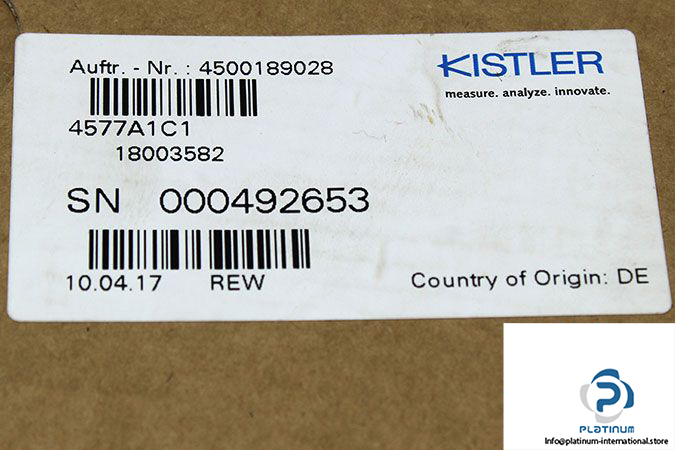 Auftr. - Nr. : 4500189028
KISTLER
measure. analyze. innovate.
4577A1C1
18003582
SN 000492653
10.04.17 REW
Country of Origin: DE
PLATINUM
Info@platinum-international.store